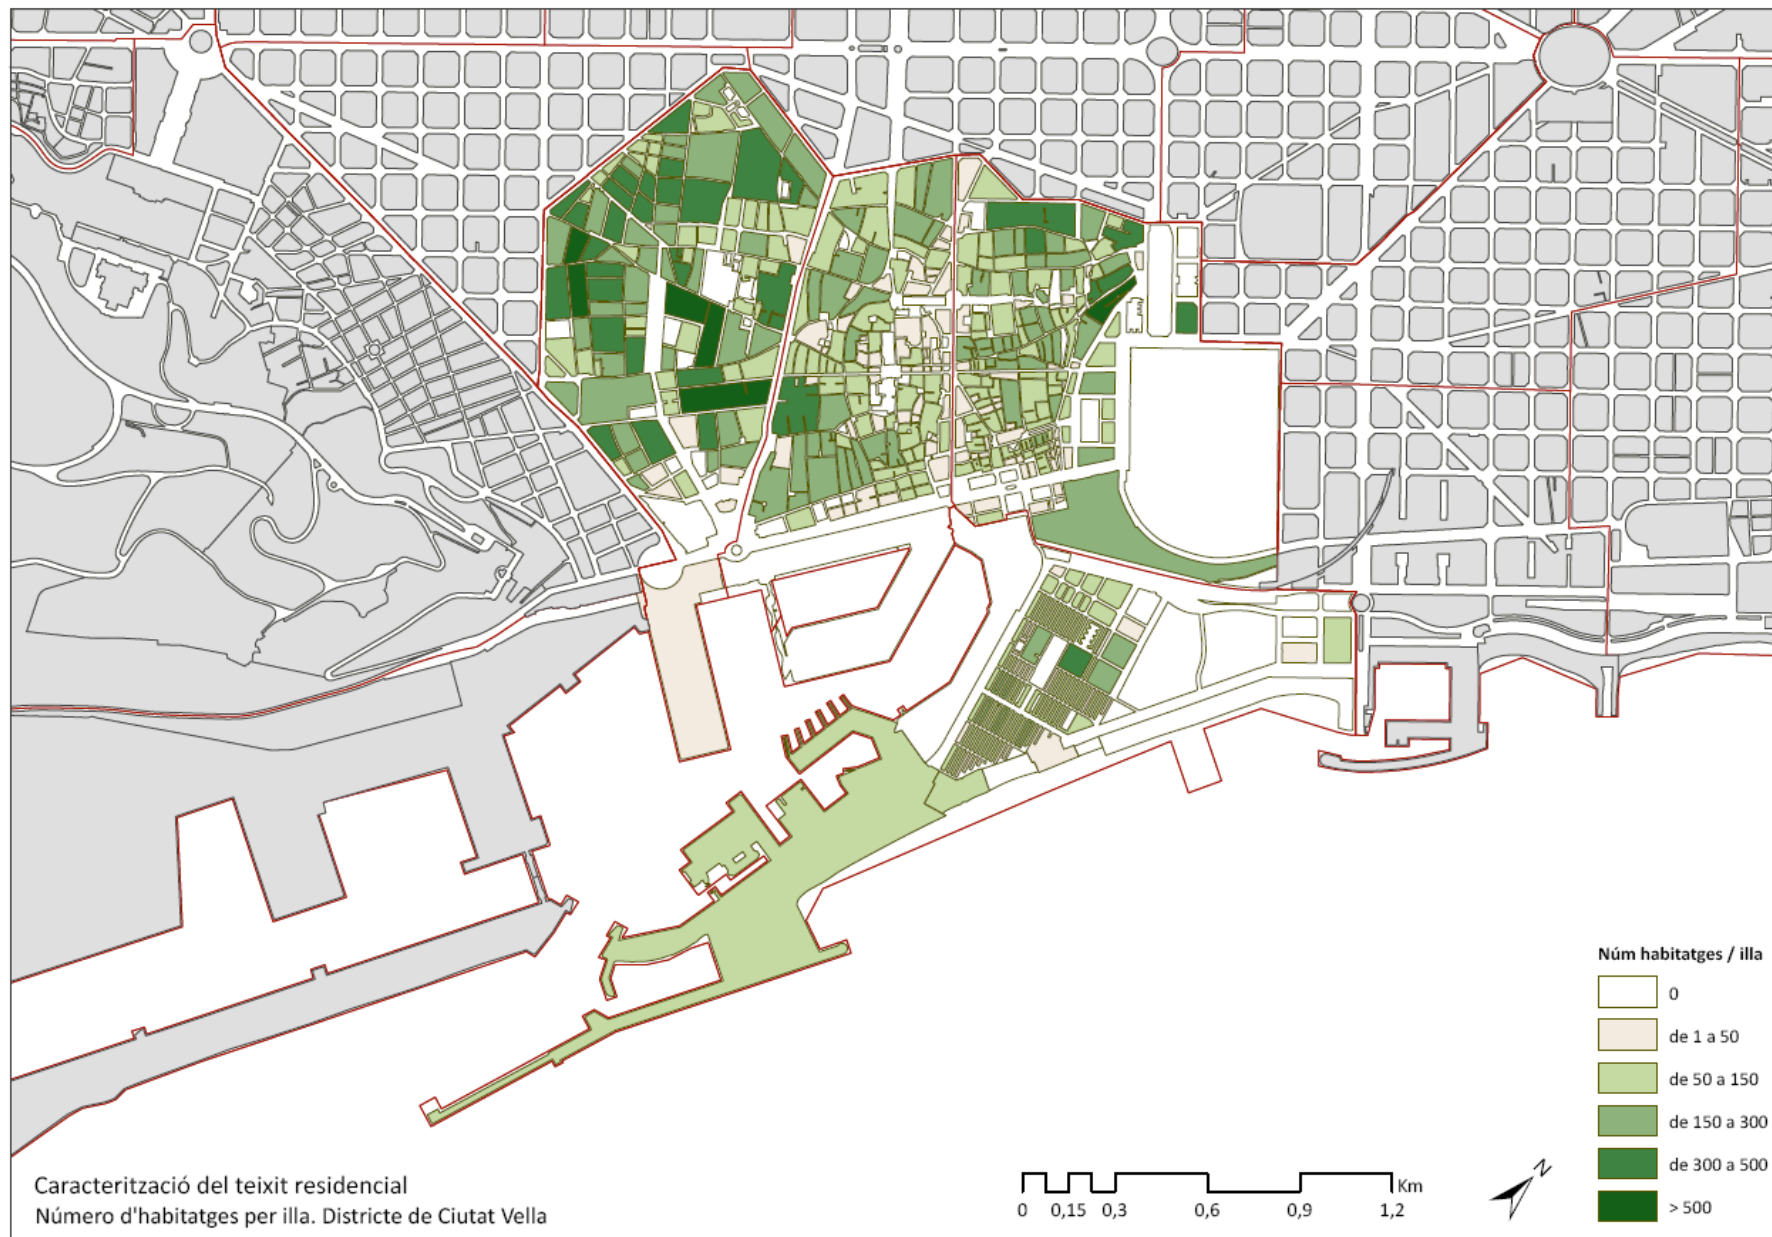 Núm habitatges / illa
0
de 1 a 50
de 50 a 150
de 150 a 300
de 300 a 500
> 500
N
Km
0 0,15 0,3 0,6 0,9 1,2
Caracterització del teixit residencial
Número d'habitatges per illa. Districte de Ciutat Vella